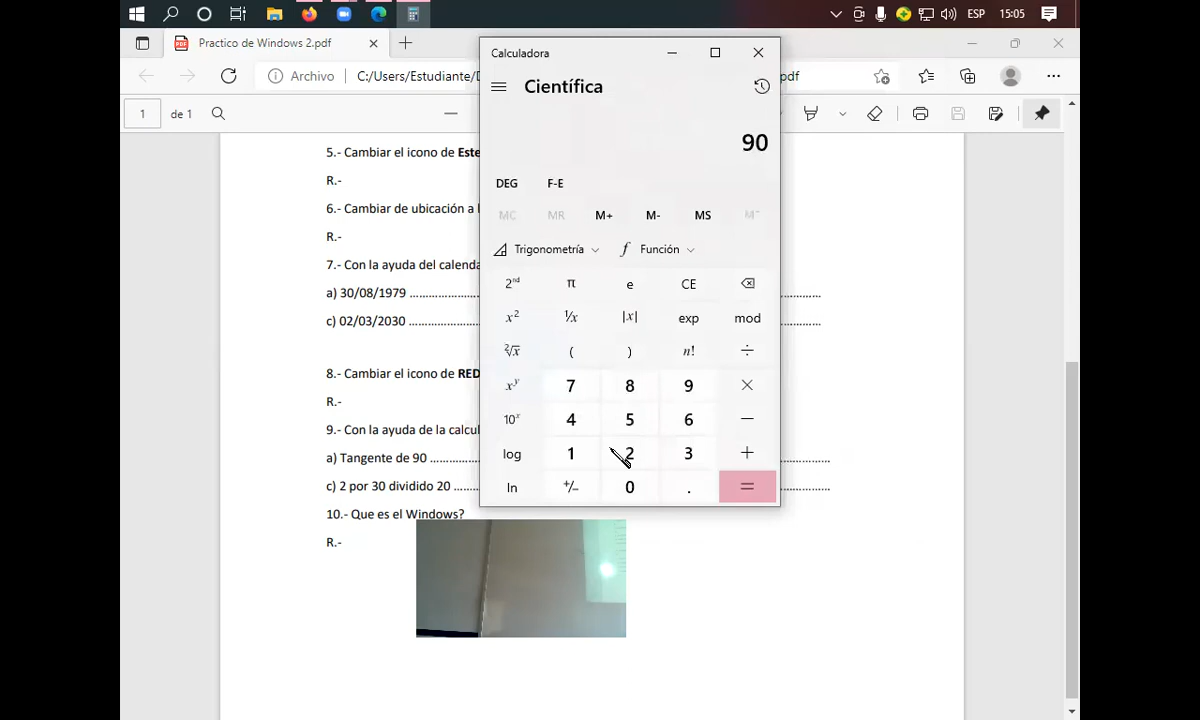 ESP
15:05
Practico de Windows 2.pdf
Archivo
C:/Users/Estudiante/D
pdf
1
de 1
Calculadora
Científica
90
DEG
F-E
MC
MR
M+
M-
MS
M˅
Trigonometría
f Función
2nd
π
e
CE
x²
¹/x
|x|
exp
mod
²√x
(
)
n!
÷
xʸ
7
8
9
×
10ˣ
4
5
6
−
log
1
2
3
+
ln
+/−
0
.
=
5.- Cambiar el icono de Este
R.-
6.- Cambiar de ubicación a l
R.-
7.- Con la ayuda del calenda
a) 30/08/1979 ..................
c) 02/03/2030 ..................
8.- Cambiar el icono de RED
R.-
9.- Con la ayuda de la calcul
a) Tangente de 90 ..............
c) 2 por 30 dividido 20 .......
10.- Que es el Windows?
R.-